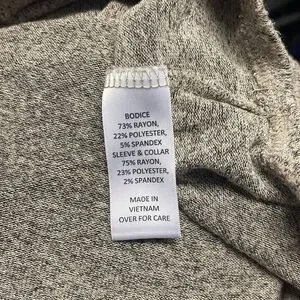 BODICE
73% RAYON,
22% POLYESTER,
5% SPANDEX
SLEEVE & COLLAR
75% RAYON,
23% POLYESTER,
2% SPANDEX
MADE IN
VIETNAM
OVER FOR CARE